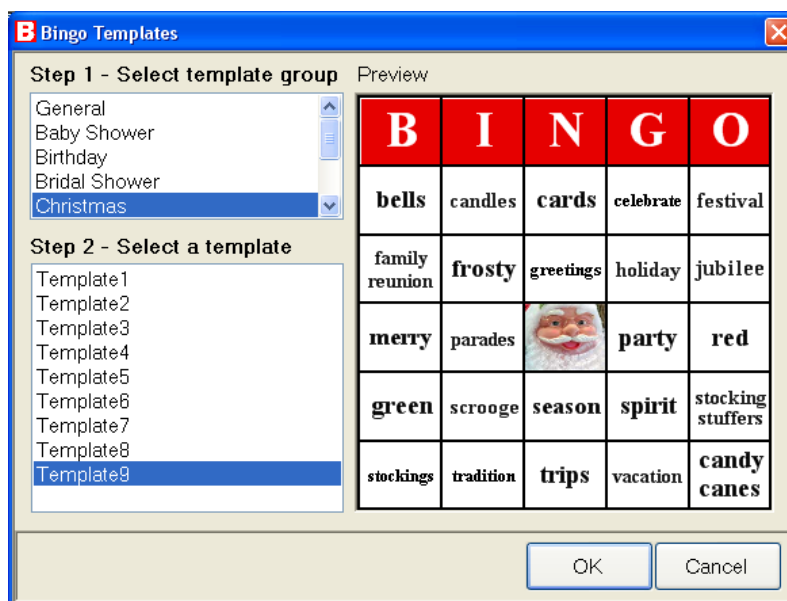 B Bingo Templates
Step 1 - Select template group
General
Baby Shower
Birthday
Bridal Shower
Christmas
Step 2 - Select a template
Template1
Template2
Template3
Template4
Template5
Template6
Template7
Template8
Template9
Preview
B I N G O
bells candles cards celebrate festival
family reunion frosty greetings holiday jubilee
merry parades party red
green scrooge season spirit stocking stuffers
stockings tradition trips vacation candy canes
OK Cancel